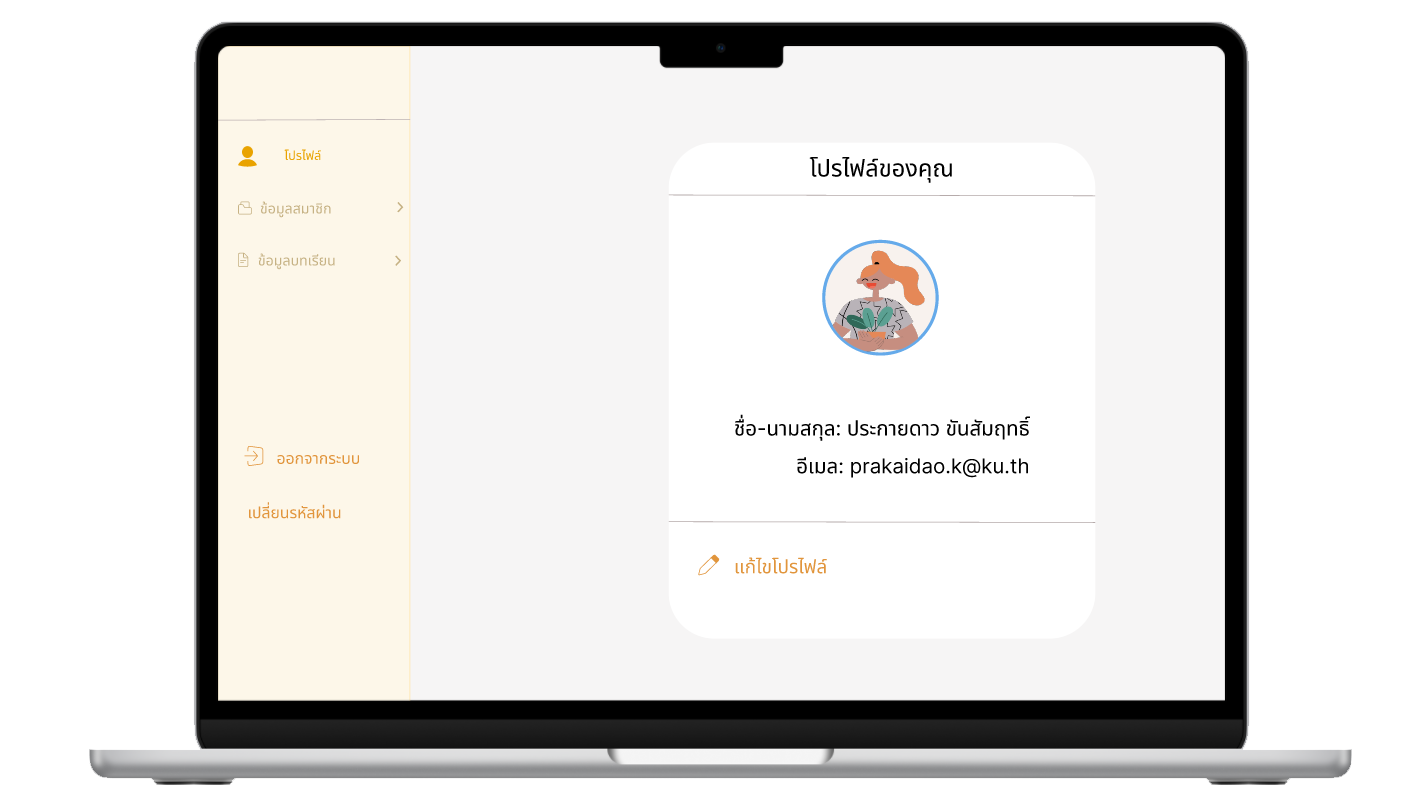 โปรไฟล์
ข้อมูลสมาชิก
ข้อมูลบทเรียน
ออกจากระบบ
เปลี่ยนรหัสผ่าน
โปรไฟล์ของคุณ
ชื่อ-นามสกุล: ประกายดาว ขันสัมฤทธิ์
อีเมล: prakaidao.k@ku.th
แก้ไขโปรไฟล์